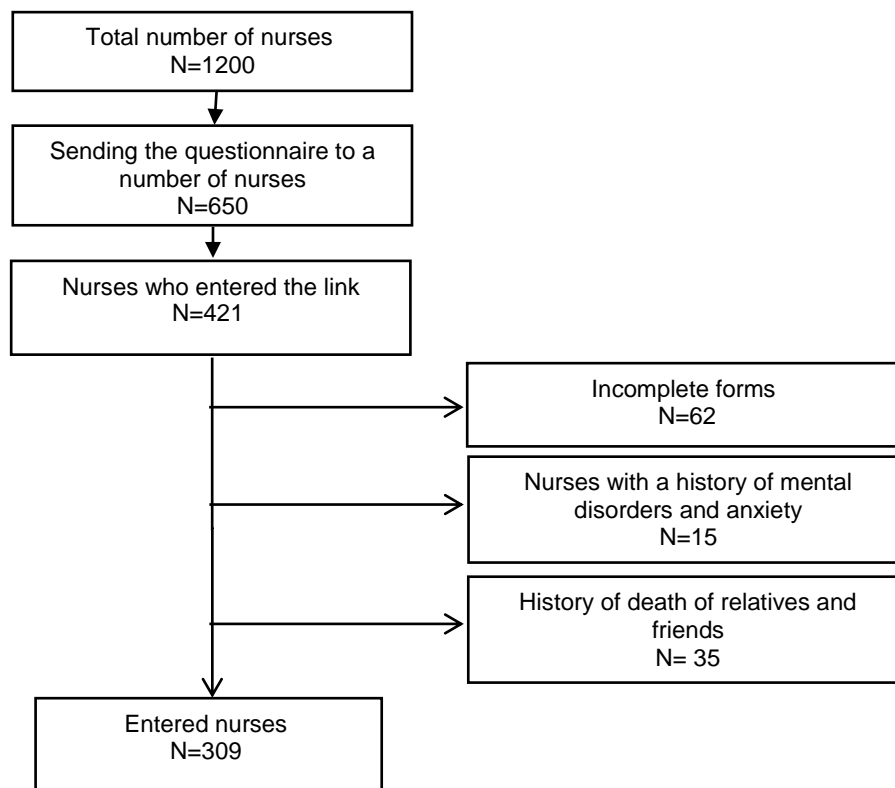 Total number of nurses
N=1200
Sending the questionnaire to a
number of nurses
N=650
Nurses who entered the link
N=421
Incomplete forms
N=62
Nurses with a history of mental
disorders and anxiety
N=15
History of death of relatives and
friends
N= 35
Entered nurses
N=309